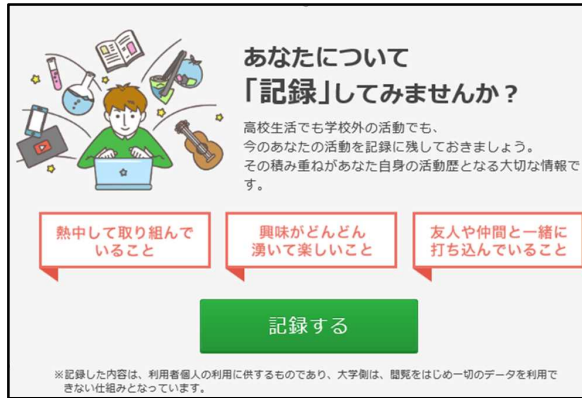 あなたについて
「記録」してみませんか？
高校生活でも学校外の活動でも、
今のあなたの活動を記録に残しておきましょう。
その積み重ねがあなた自身の活動歴となる大切な情報で
す。
熱中して取り組んで
いること
興味がどんどん
湧いて楽しいこと
友人や仲間と一緒に
打ち込んでいること
記録する
※記録した内容は、利用者個人の利用に供するものであり、大学側は、閲覧をはじめ一切のデータを利用で
きない仕組みとなっています。